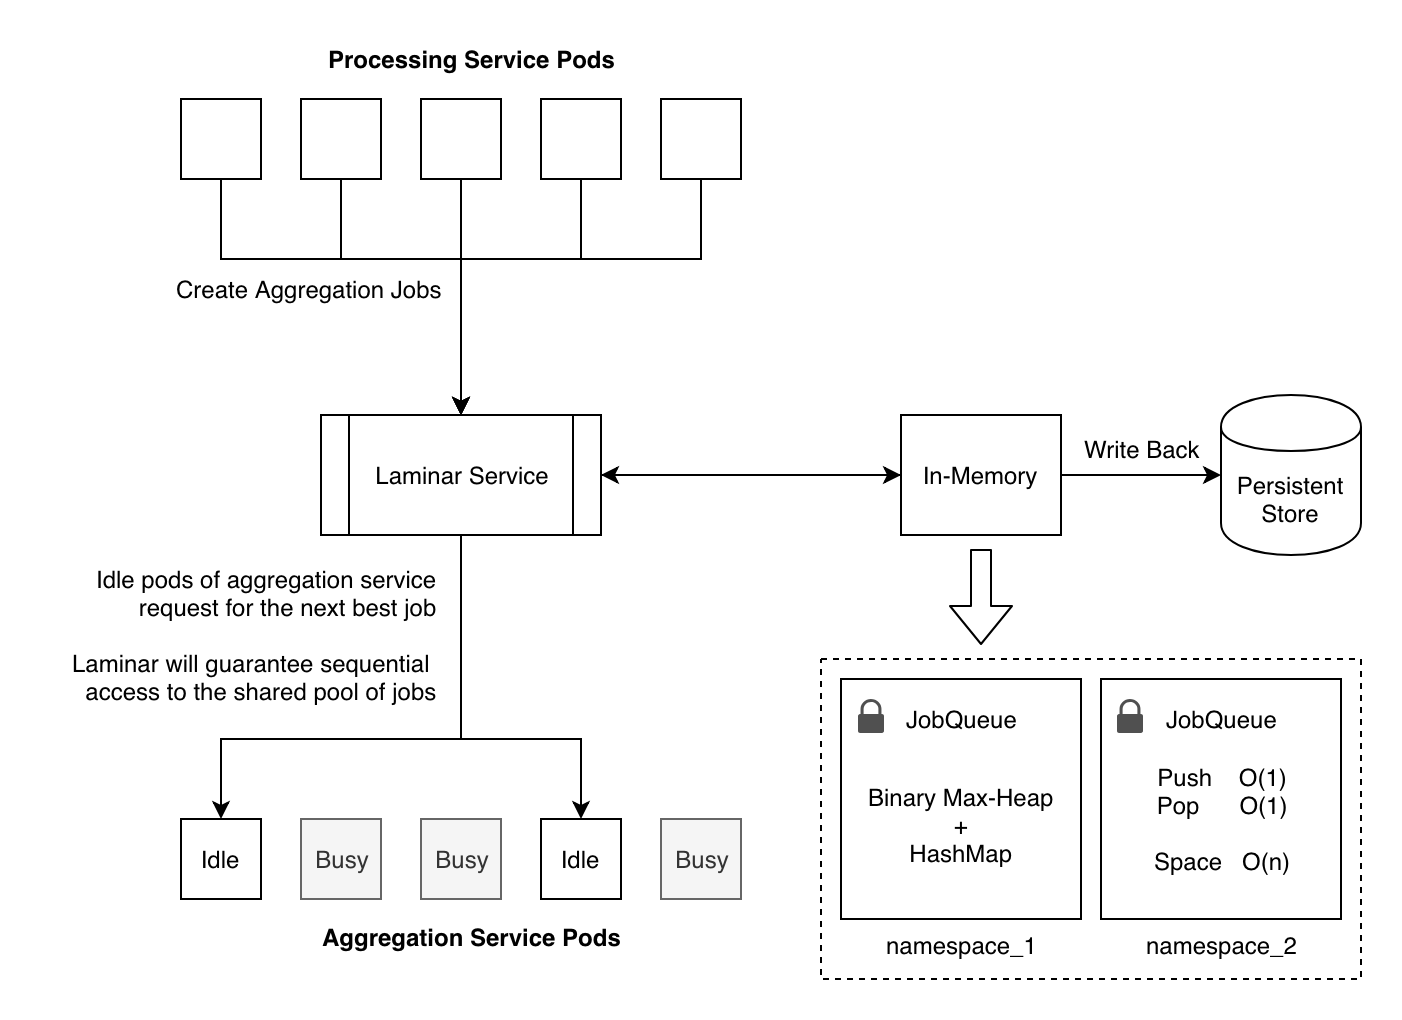 Processing Service Pods
Create Aggregation Jobs
Laminar Service
In-Memory
Write Back
Persistent
Store
Idle pods of aggregation service
request for the next best job
Laminar will guarantee sequential
access to the shared pool of jobs
Idle
Busy
Busy
Idle
Busy
Aggregation Service Pods
JobQueue
Binary Max-Heap
+
HashMap
namespace_1
JobQueue
Push O(1)
Pop O(1)
Space O(n)
namespace_2